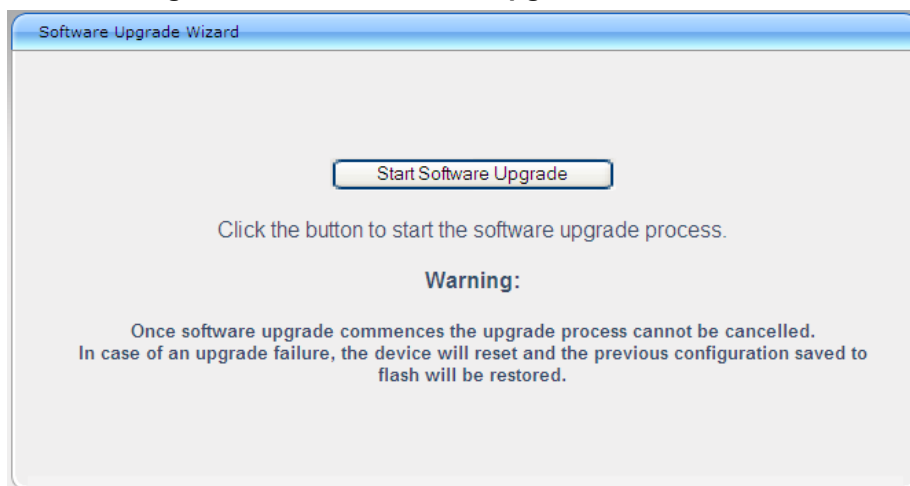 Software Upgrade Wizard
Start Software Upgrade
Click the button to start the software upgrade process.
Warning:
Once software upgrade commences the upgrade process cannot be cancelled.
In case of an upgrade failure, the device will reset and the previous configuration saved to
flash will be restored.